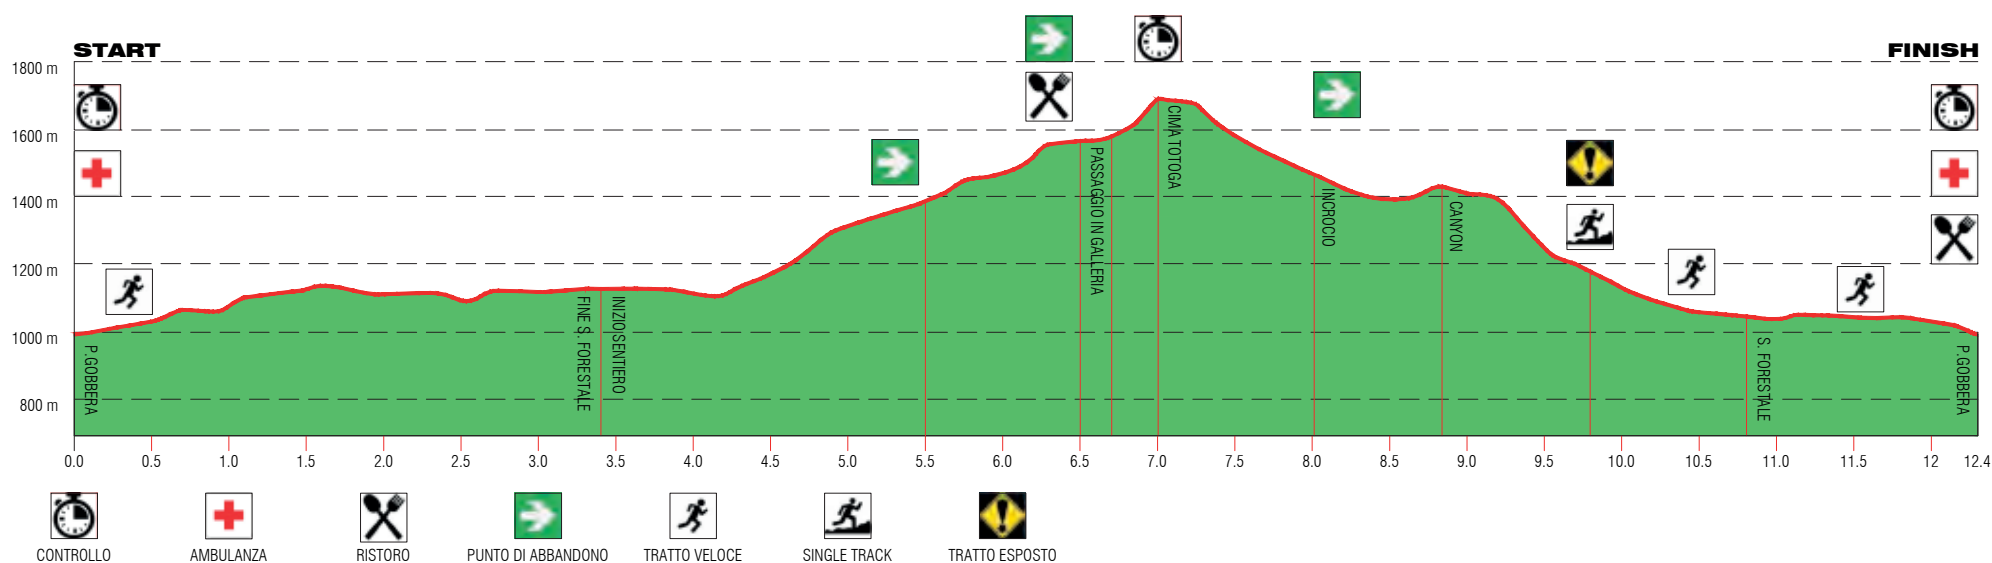 START
FINISH
1800 m
1600 m
1400 m
1200 m
1000 m
800 m
P.GOBBERA
FINE S. FORESTALE
INIZIO SENTIERO
PASSAGGIO IN GALLERIA
CIMA TOTOGA
INCROCIO
CANYON
S. FORESTALE
P.GOBBERA
0.0 0.5 1.0 1.5 2.0 2.5 3.0 3.5 4.0 4.5 5.0 5.5 6.0 6.5 7.0 7.5 8.0 8.5 9.0 9.5 10.0 10.5 11.0 11.5 12 12.4
CONTROLLO AMBULANZA RISTORO PUNTO DI ABBANDONO TRATTO VELOCE SINGLE TRACK TRATTO ESPOSTO